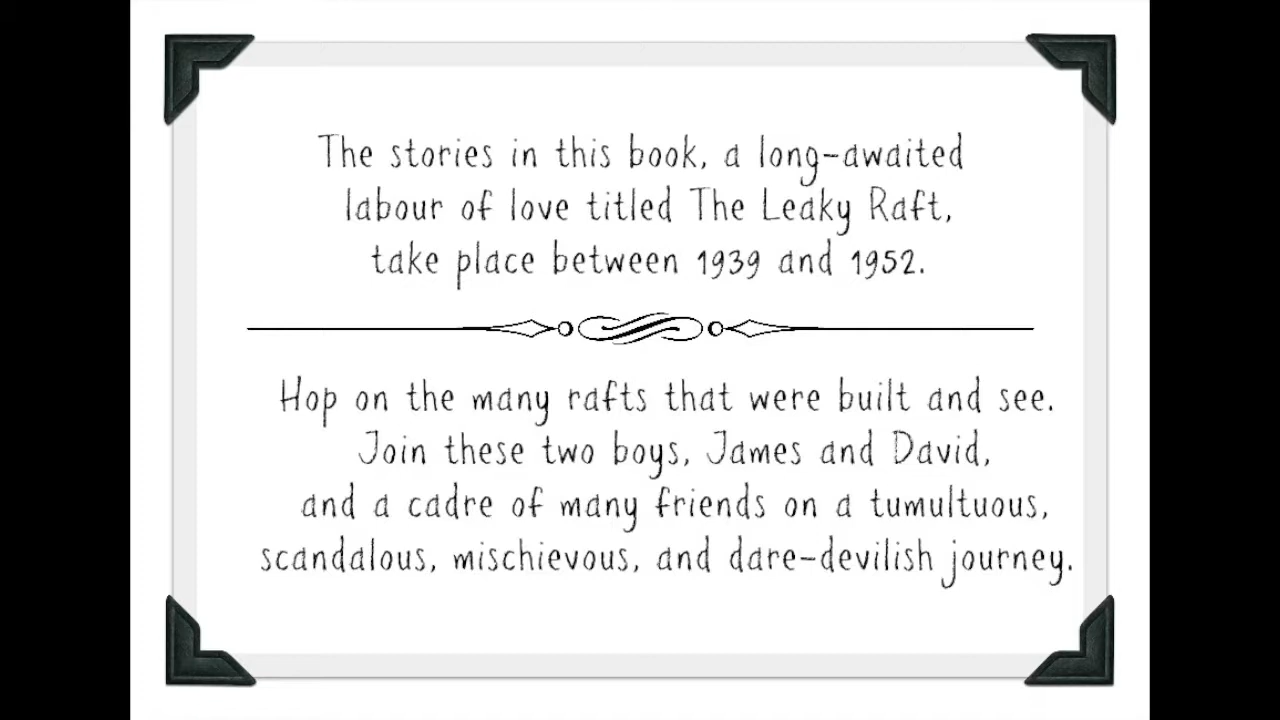 The stories in this book, a long-awaited
labour of love titled The Leaky Raft,
take place between 1939 and 1952.
Hop on the many rafts that were built and see.
Join these two boys, James and David,
and a cadre of many friends on a tumultuous,
scandalous, mischievous, and dare-devilish journey.